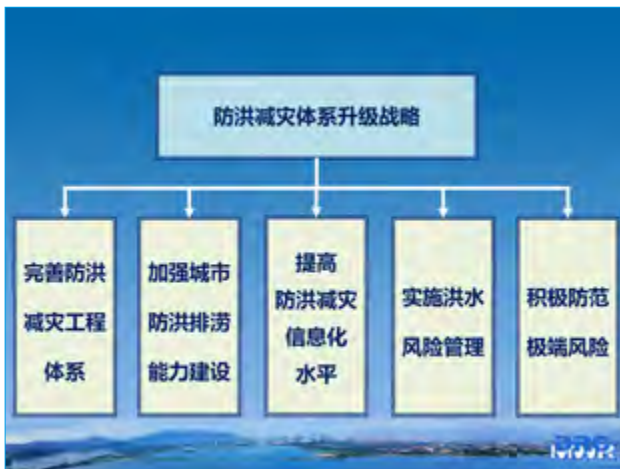 防洪减灾体系升级战略
完善防洪
减灾工程
体系
加强城市
防洪排涝
能力建设
提高
防洪减灾
信息化
水平
实施洪水
风险管理
积极防范
极端风险